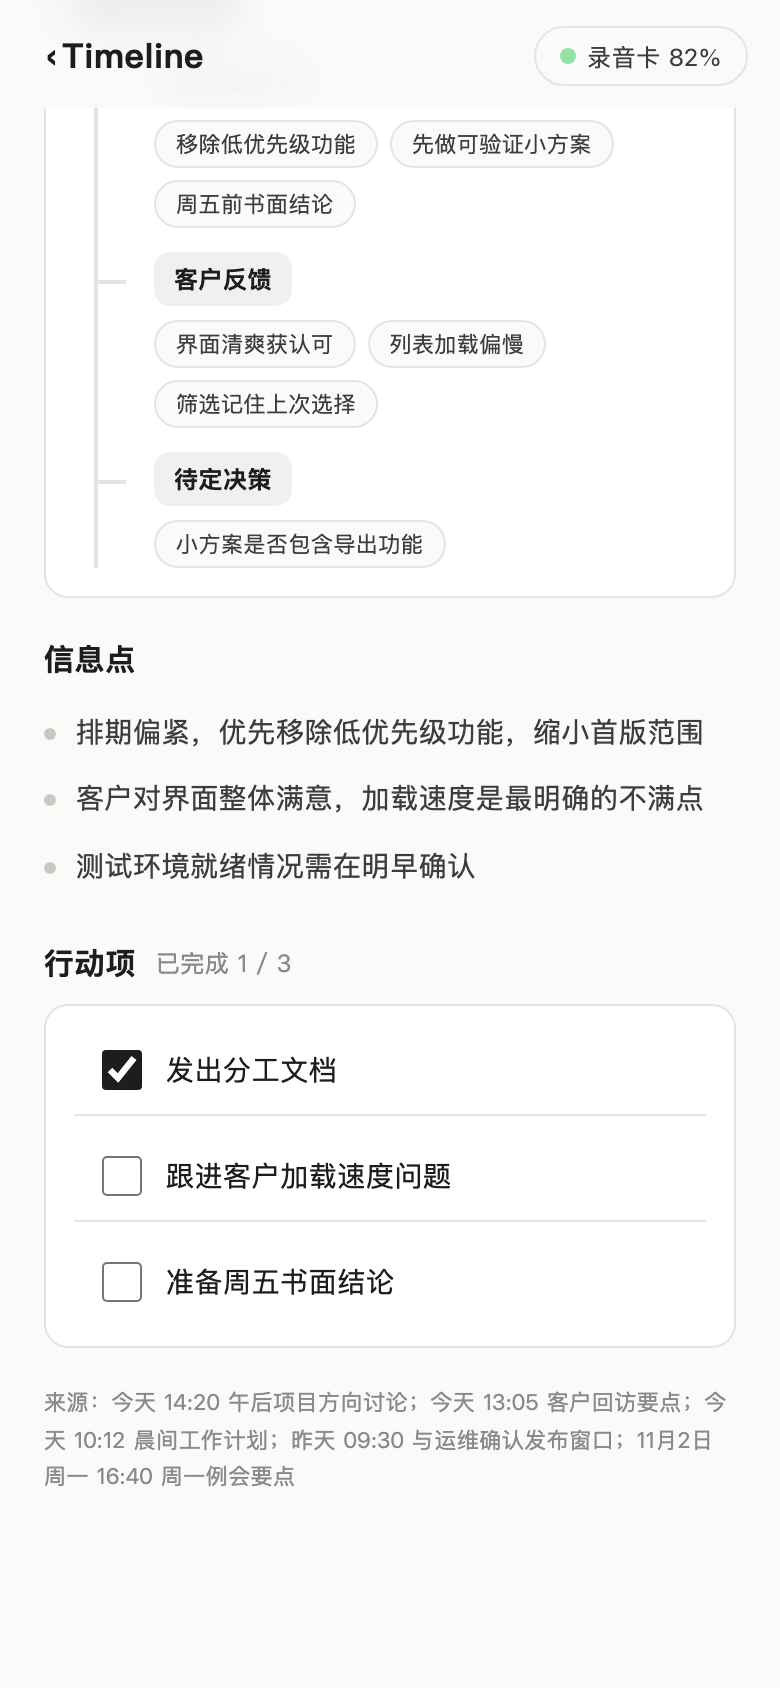 ‹ Timeline
录音卡 82%
移除低优先级功能
先做可验证小方案
周五前书面结论
客户反馈
界面清爽获认可
列表加载偏慢
筛选记住上次选择
待定决策
小方案是否包含导出功能
信息点
排期偏紧，优先移除低优先级功能，缩小首版范围
客户对界面整体满意，加载速度是最明确的不满点
测试环境就绪情况需在明早确认
行动项 已完成 1 / 3
发出分工文档
跟进客户加载速度问题
准备周五书面结论
来源：今天 14:20 午后项目方向讨论；今天 13:05 客户回访要点；今
天 10:12 晨间工作计划；昨天 09:30 与运维确认发布窗口；11月2日
周一 16:40 周一例会要点